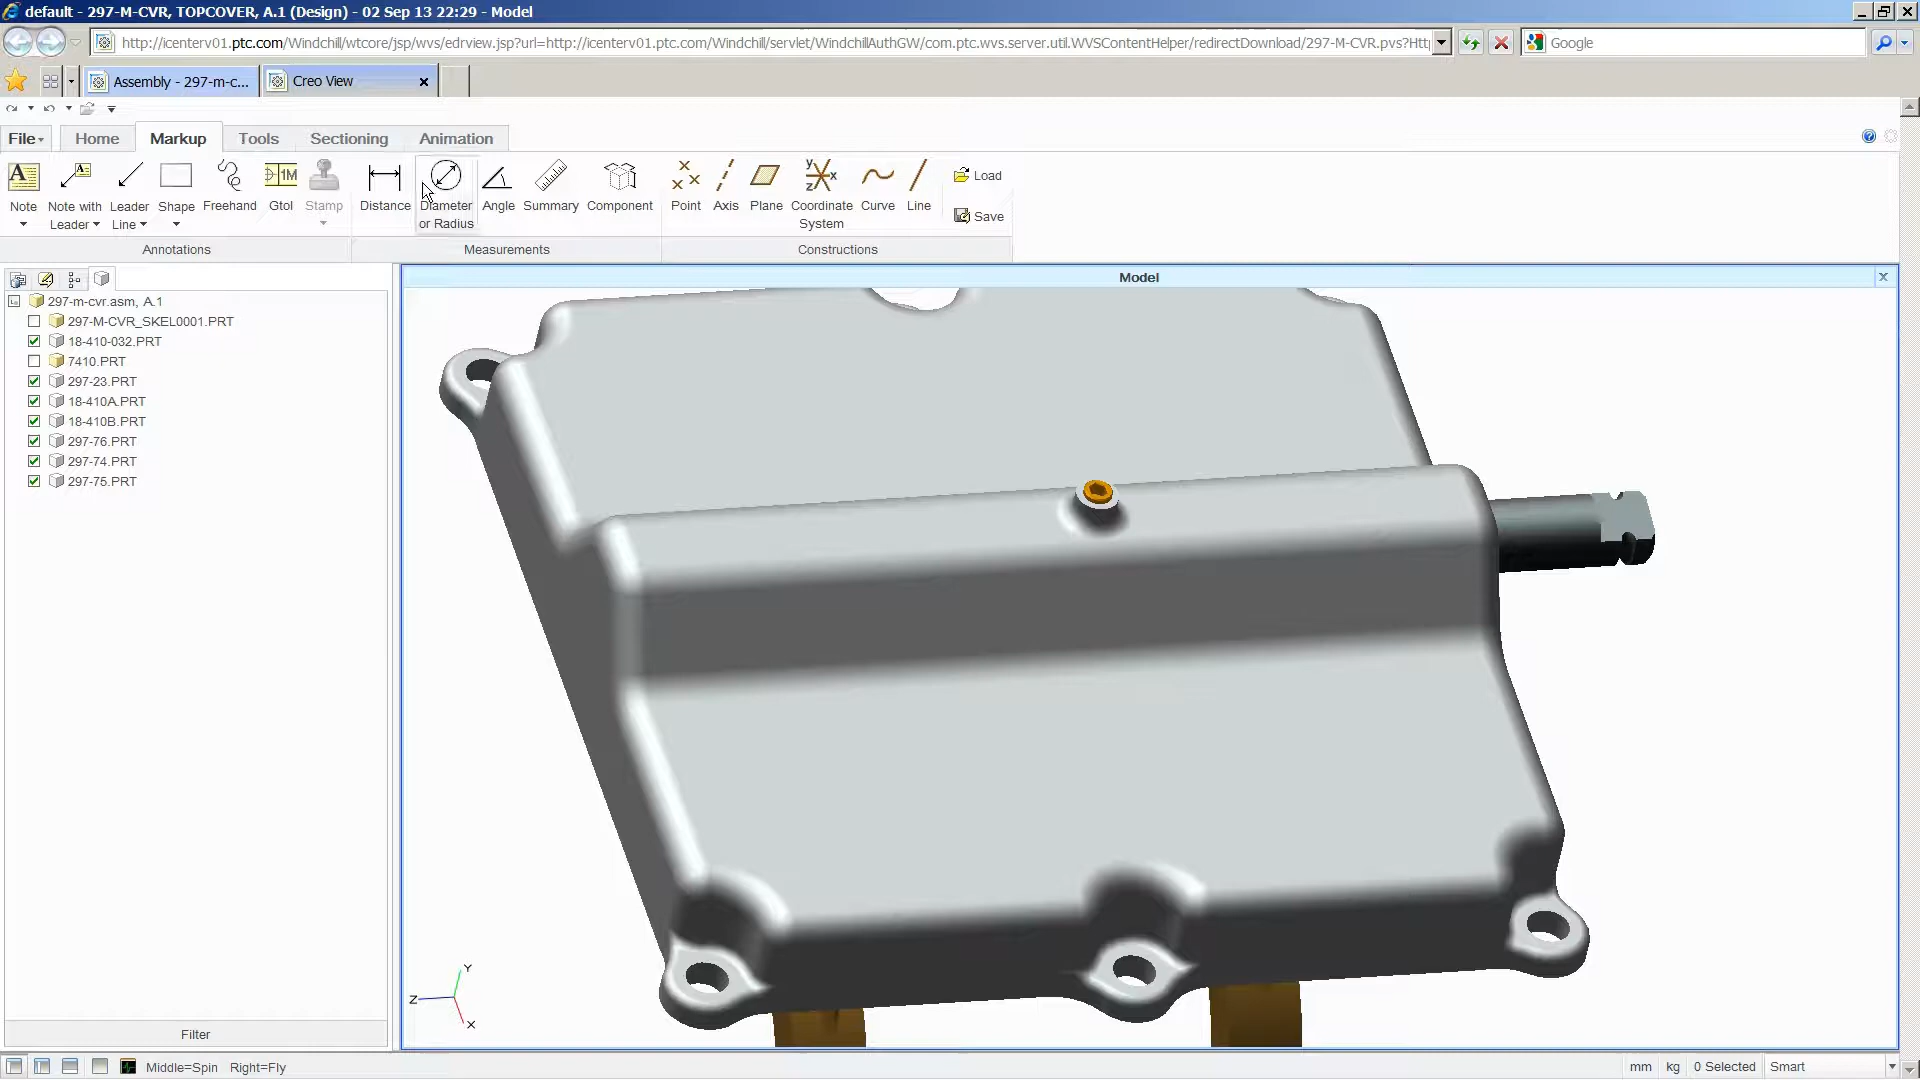 default - 297-M-CVR, TOPCOVER, A.1 (Design) - 02 Sep 13 22:29 - Model
http://icenterv01.ptc.com/Windchill/wtcore/jsp/wvs/edrview.jsp?url=http://icenterv01.ptc.com/Windchill/servlet/WindchillAuthGW/com.ptc.wvs.server.util.WVSContentHelper/redirectDownload/297-M-CVR.pvs?Htt
Google
Assembly - 297-m-c...
Creo View
File
Home
Markup
Tools
Sectioning
Animation
Note
Note with Leader
Leader Line
Shape
Freehand
Gtol
Stamp
Distance
Diameter or Radius
Angle
Summary
Component
Point
Axis
Plane
Coordinate System
Curve
Line
Load
Save
Annotations
Measurements
Constructions
Model
297-m-cvr.asm, A.1
297-M-CVR_SKEL0001.PRT
18-410-032.PRT
7410.PRT
297-23.PRT
18-410A.PRT
18-410B.PRT
297-76.PRT
297-74.PRT
297-75.PRT
Y
Z
X
Filter
Middle=Spin Right=Fly
mm kg 0 Selected Smart